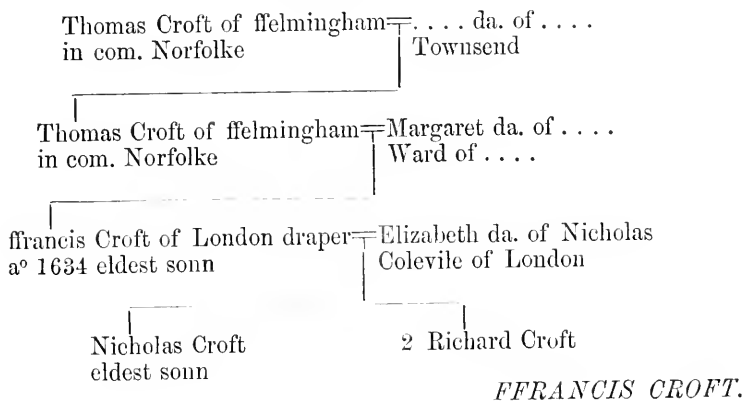 Thomas Croft of ffelmingham=. . . . da. of . . . .
in com. Norfolke Townsend
Thomas Croft of ffelmingham=Margaret da. of . . . .
in com. Norfolke Ward of . . . .
ffrancis Croft of London draper=Elizabeth da. of Nicholas
aº 1634 eldest sonn Colevile of London
Nicholas Croft 2 Richard Croft
eldest sonn
FFRANCIS CROFT.